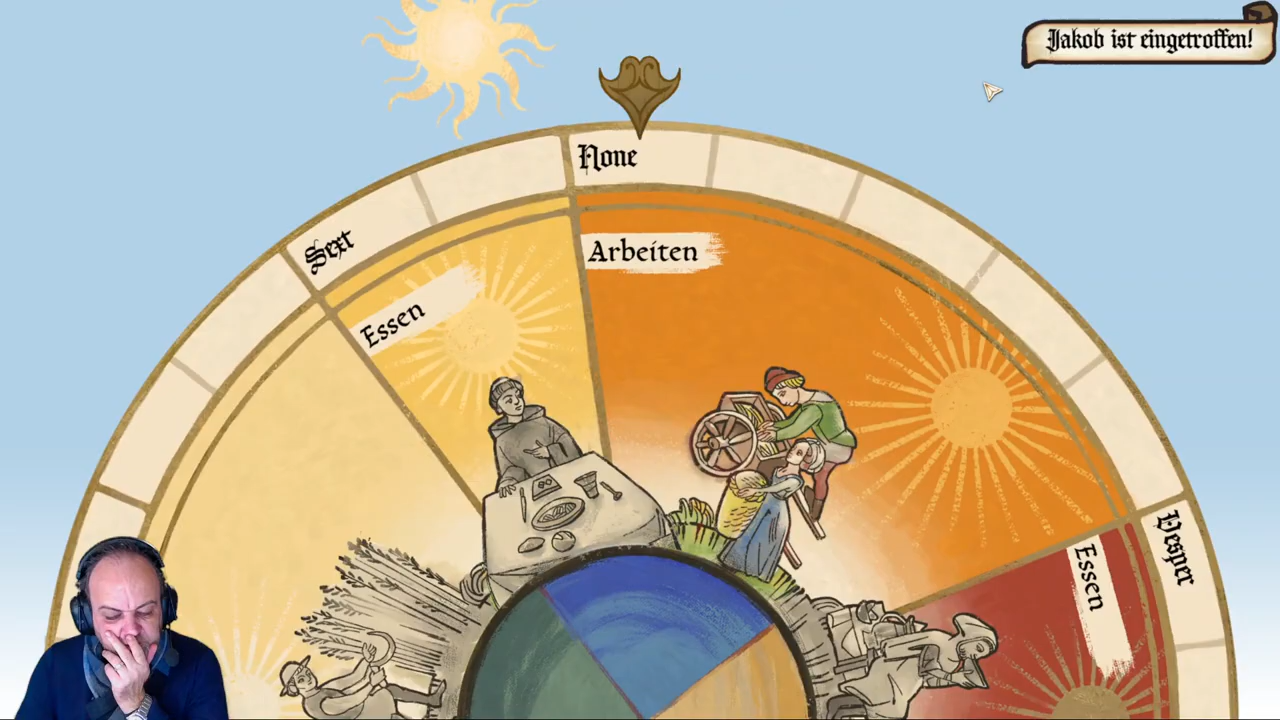 Jakob ist eingetroffen!
None
Sext
Arbeiten
Essen
Vesper
Essen